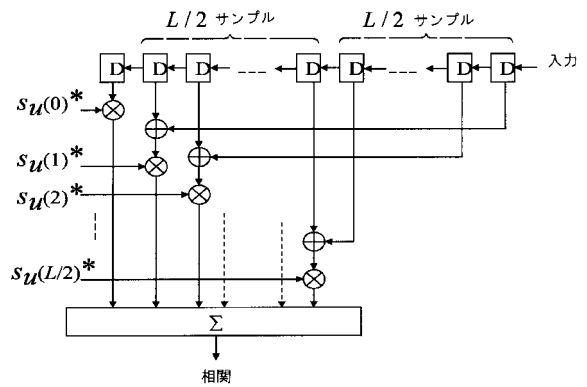 L/2 サンプル L/2 サンプル
D D D D D D D 入力
su(0)*
su(1)*
su(2)*
su(L/2)*
Σ
相関